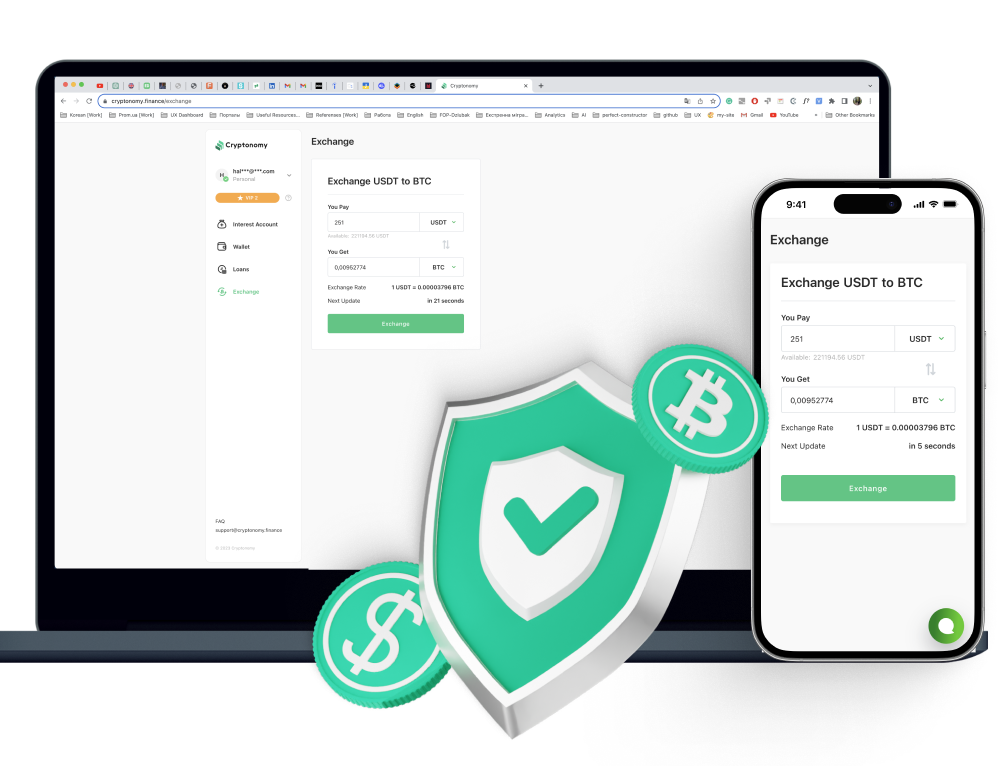 Cryptonomy
cryptonomy.finance/exchange
Korean [Work] Prom.ua [Work] UX Dashboard Порталы Useful Resources... References [Work] Работа English FOP-Dziubak Analytics AI perfect-constructor github UX my-site Gmail YouTube » Other Bookmarks
Cryptonomy
hal***@***.com
Personal
VIP 2
Interest Account
Wallet
Loans
Exchange
FAQ
support@cryptonomy.finance
Exchange
Exchange USDT to BTC
You Pay
251 USDT
Available: 221194.56 USDT
You Get
0,00952774 BTC
Exchange Rate 1 USDT = 0.00003796 BTC
Next Update in 21 seconds
Exchange
9:41
Exchange
Exchange USDT to BTC
You Pay
251 USDT
Available: 221194.56 USDT
You Get
0,00952774 BTC
Exchange Rate 1 USDT = 0.00003796 BTC
Next Update in 5 seconds
Exchange